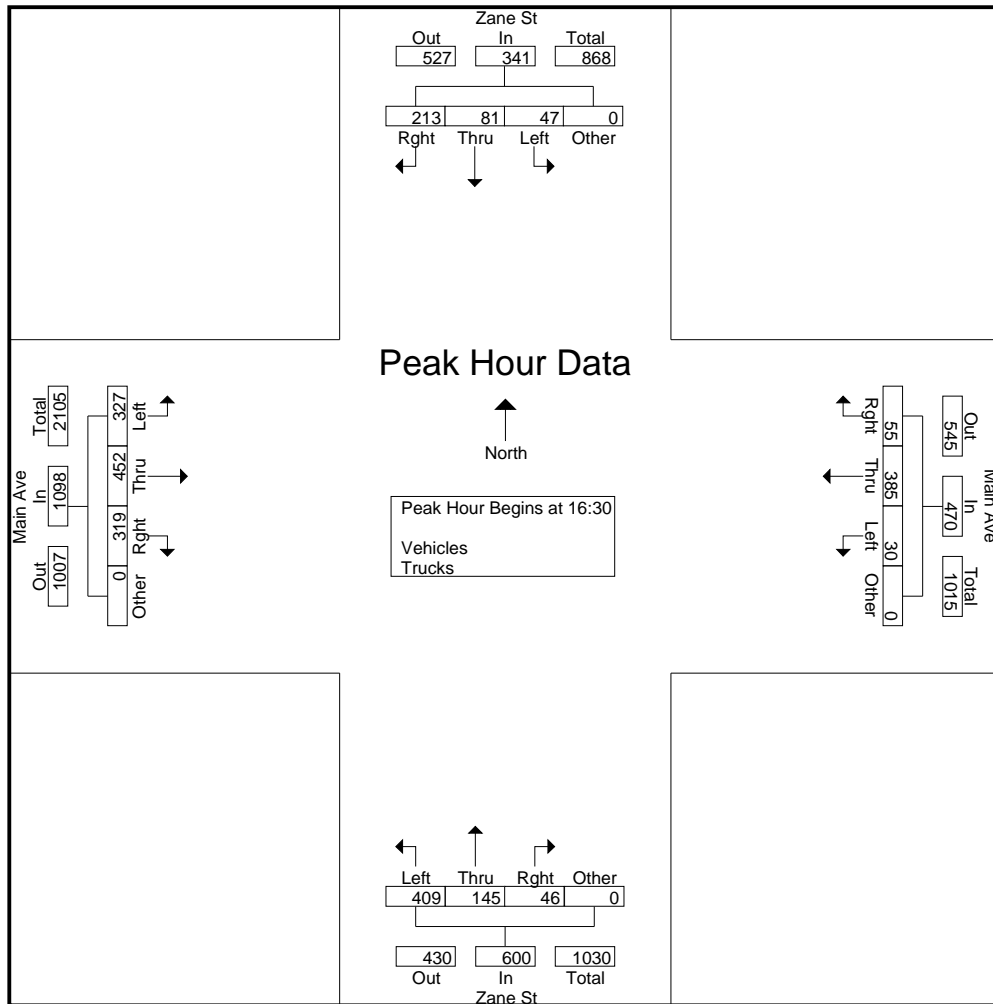 Zane St
Out In Total
527 341 868
213 81 47 0
Rght Thru Left Other
Peak Hour Data
North
Peak Hour Begins at 16:30
Vehicles
Trucks
Main Ave
Out In Total
1007 1098 2105
0 319 452 327
Other Rght Thru Left
Main Ave
Out In Total
545 470 1015
55 385 30 0
Rght Thru Left Other
Left Thru Rght Other
409 145 46 0
430 600 1030
Out In Total
Zane St